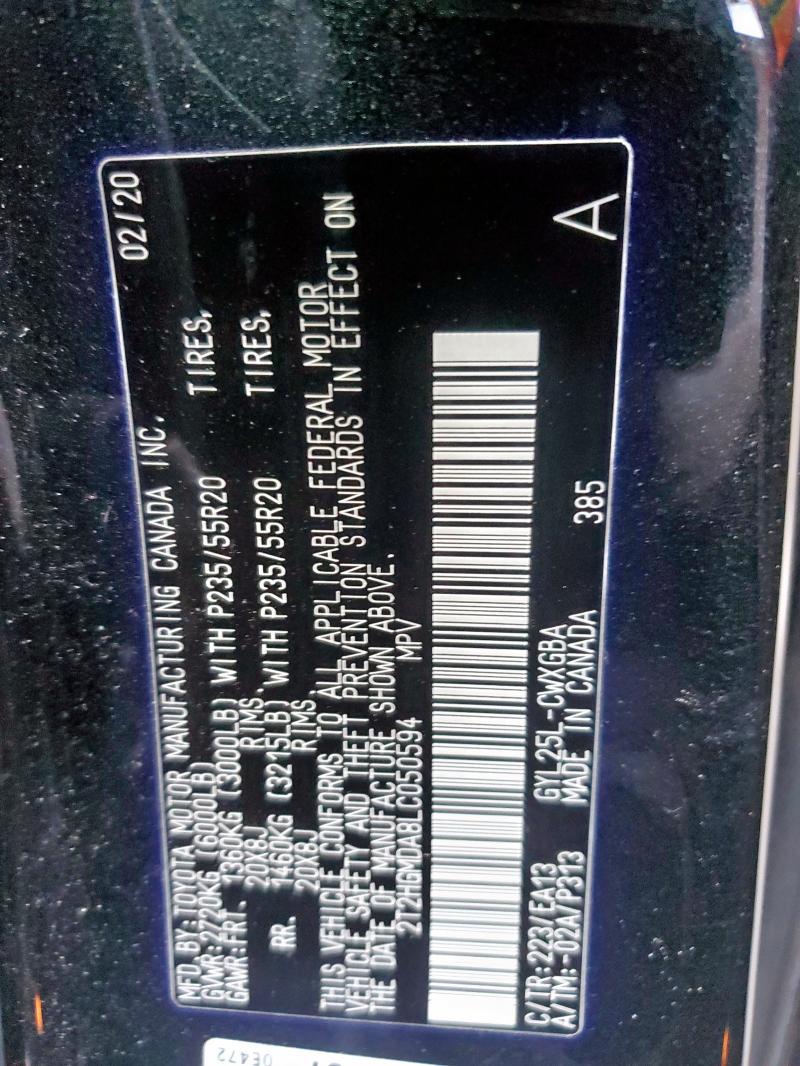 MFD.BY:TOYOTA MOTOR MANUFACTURING CANADA INC. 02/20
GVWR:2720KG (6000LB)
GAWR:FRT. 1360KG (3000LB) WITH P235/55R20 TIRES,
20X8J RIMS
RR. 1460KG (3215LB) WITH P235/55R20 TIRES,
20X8J RIMS
THIS VEHICLE CONFORMS TO ALL APPLICABLE FEDERAL MOTOR
VEHICLE SAFETY AND THEFT PREVENTION STANDARDS IN EFFECT ON
THE DATE OF MANUFACTURE SHOWN ABOVE.
2T2HGMDA8LC050594 MPV
C/TR:223/EA13 GYL25L-CWXGBA
A/TM:-02A/P313 MADE IN CANADA 385
A
0E472